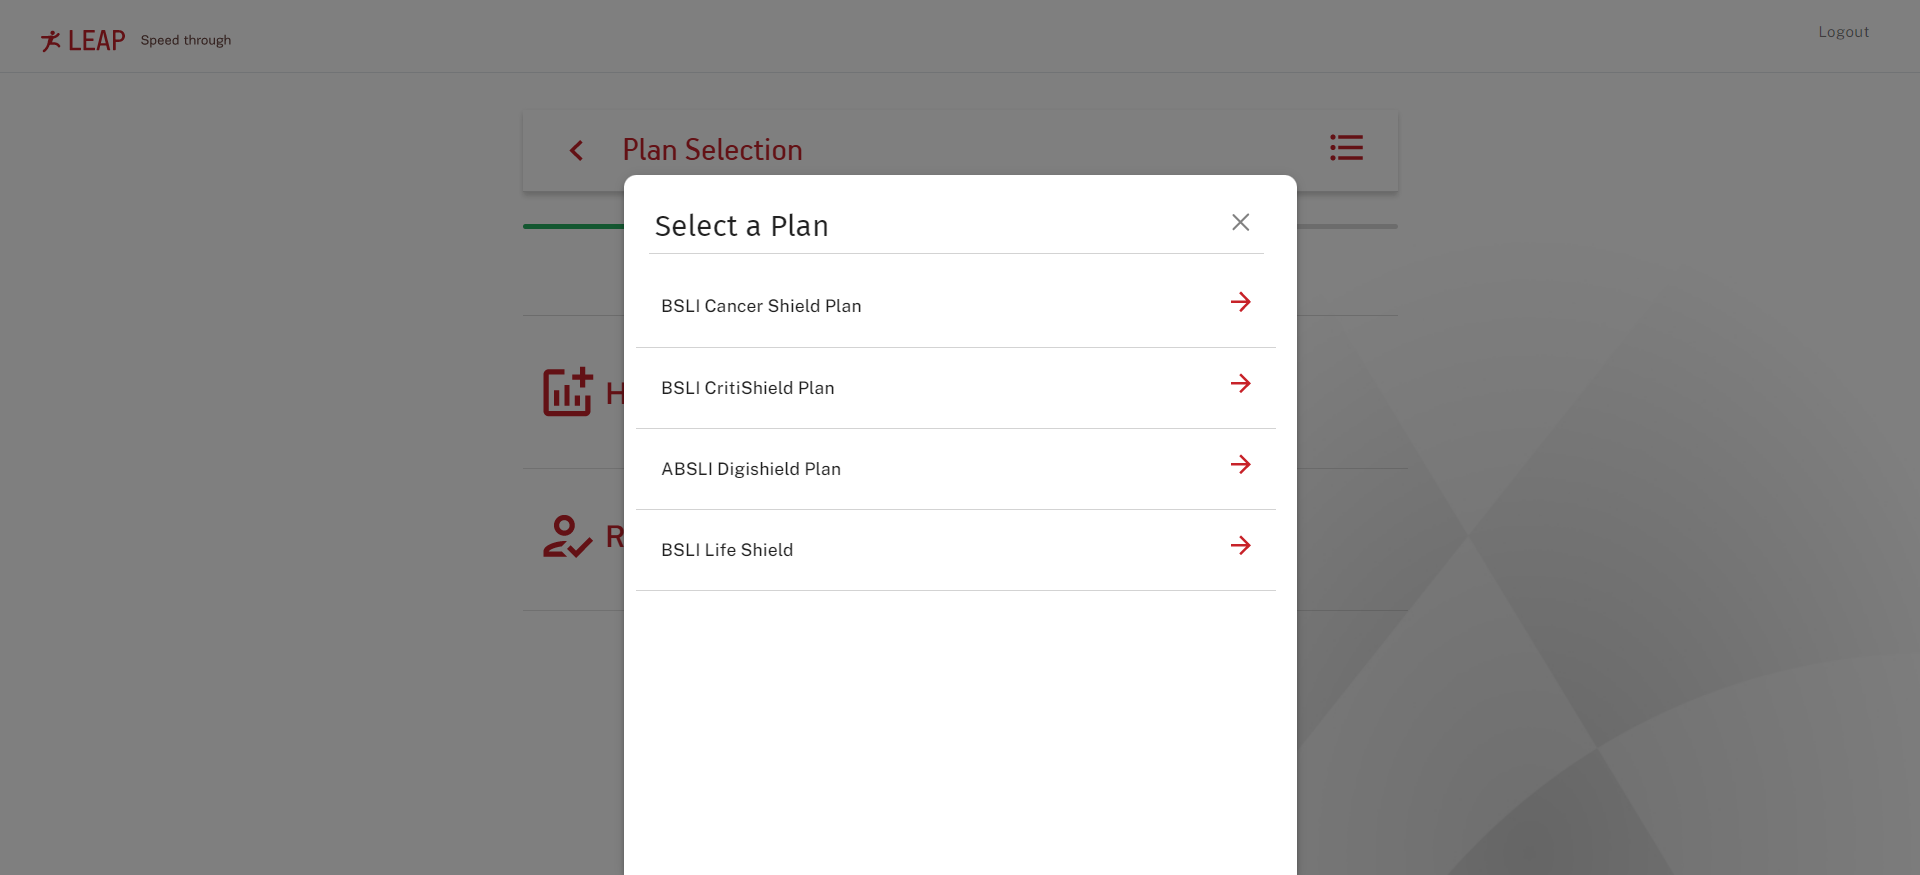 LEAP Speed through
Logout
Plan Selection
Select a Plan
BSLI Cancer Shield Plan
BSLI CritiShield Plan
H
ABSLI Digishield Plan
R
BSLI Life Shield